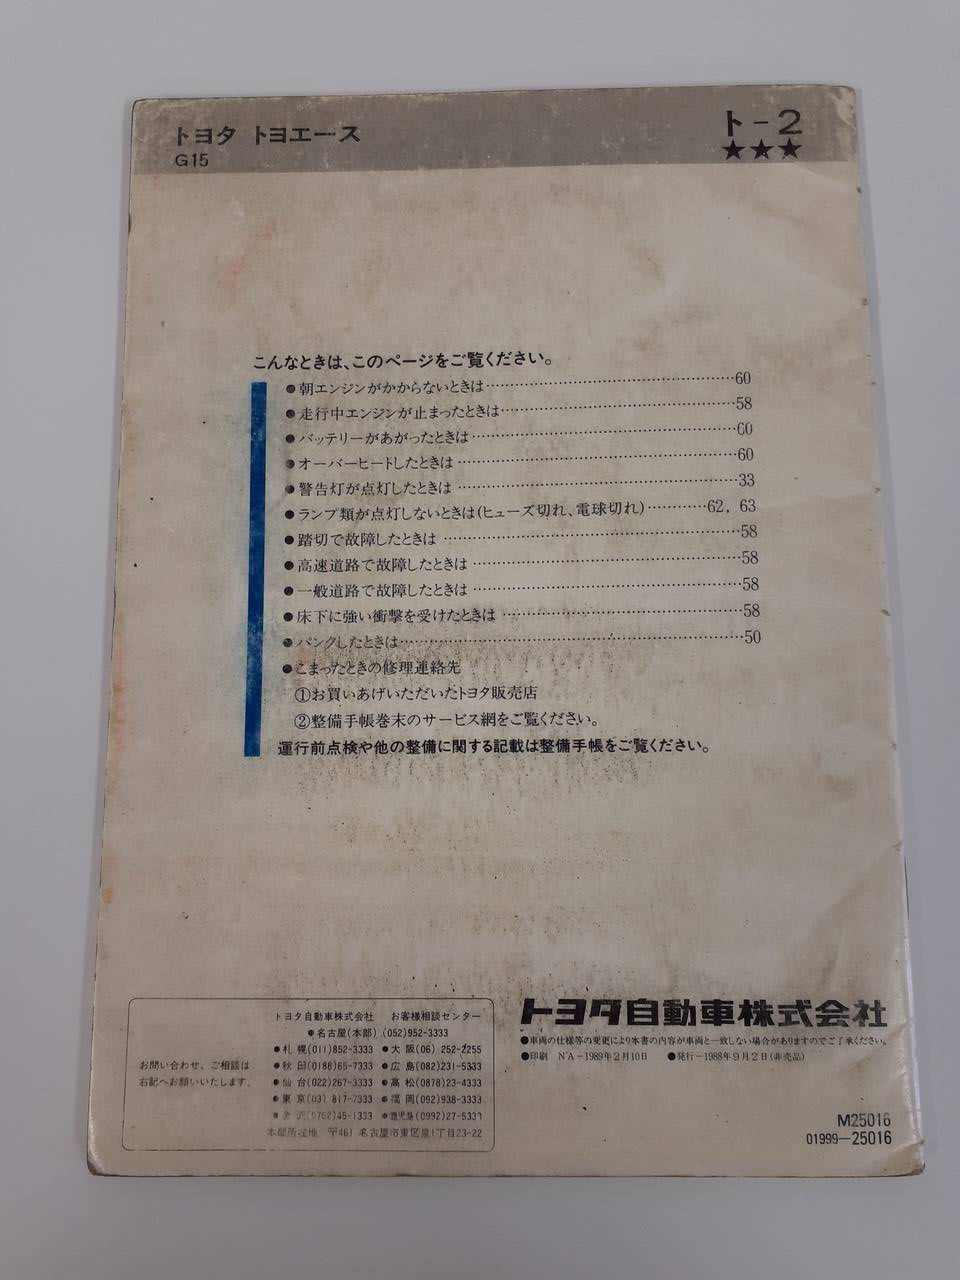 トヨタ トヨエース
G15
ト-2
★★★
こんなときは、このページをご覧ください。
●朝エンジンがかからないときは…………60
●走行中エンジンが止まったときは…………58
●バッテリーがあがったときは…………60
●オーバーヒートしたときは…………60
●警告灯が点灯したときは…………33
●ランプ類が点灯しないときは(ヒューズ切れ、電球切れ)…………62, 63
●踏切で故障したときは…………58
●高速道路で故障したときは…………58
●一般道路で故障したときは…………58
●床下に強い衝撃を受けたときは…………58
●パンクしたときは…………50
●こまったときの修理連絡先
①お買いあげいただいたトヨタ販売店
②整備手帳巻末のサービス網をご覧ください。
運行前点検や他の整備に関する記載は整備手帳をご覧ください。
お問い合わせ、ご相談は
右記へお願いいたします。
トヨタ自動車株式会社 お客様相談センター
●名古屋(本部) (052)952-3333
●札幌(011)852-3333 ●大阪(06) 252-2255
●秋田(0188)65-7333 ●広島(082)231-5333
●仙台(022)267-3333 ●高松(0878)23-4333
●東京(03) 817-7333 ●福岡(092)938-3333
●金沢 ●鹿児島(0992)27-5333
本部所在地 〒461 名古屋市東区泉1丁目23-22
トヨタ自動車株式会社
●車両の仕様等の変更により本書の内容が車両と一致しない場合がありますのでご了承ください。
●印刷 NA-1989年2月10日 ●発行-1988年9月2日(非売品)
M25016
01999-25016